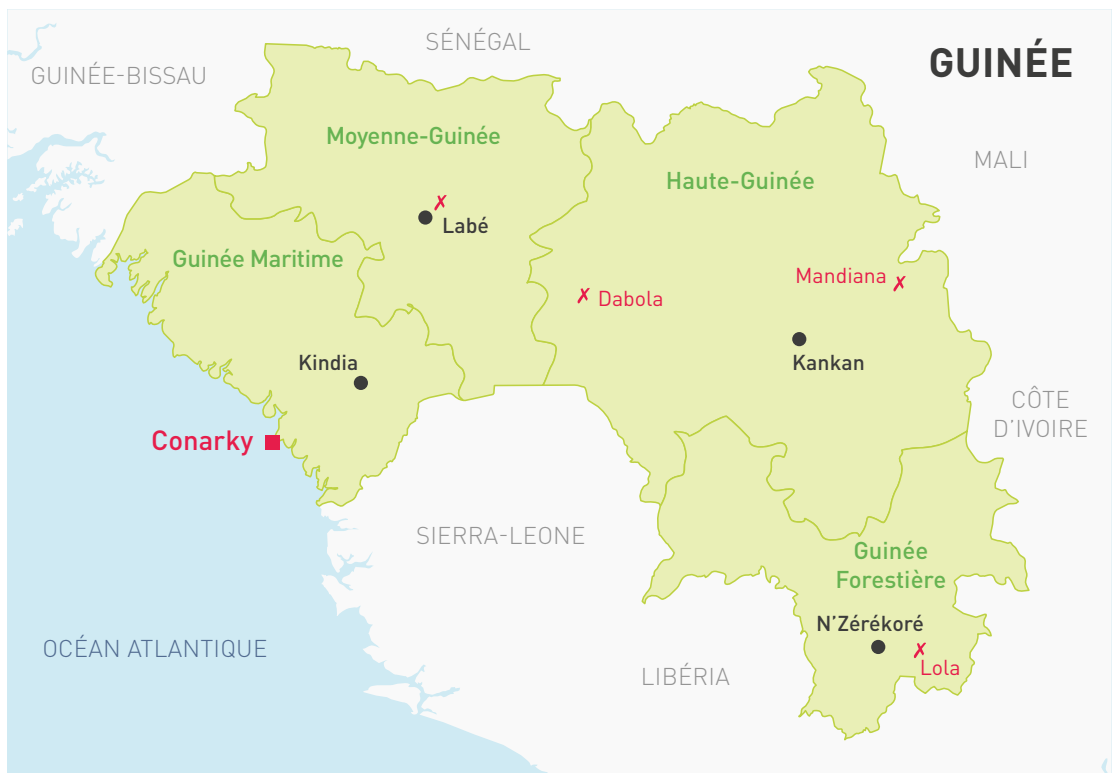 SÉNÉGAL
GUINÉE
GUINÉE-BISSAU
Moyenne-Guinée
MALI
Haute-Guinée
✗
Labé
Guinée Maritime
Mandiana ✗
✗ Dabola
Kindia
Kankan
CÔTE
D'IVOIRE
Conarky
SIERRA-LEONE
Guinée
Forestière
N'Zérékoré
OCÉAN ATLANTIQUE
✗
Lola
LIBÉRIA